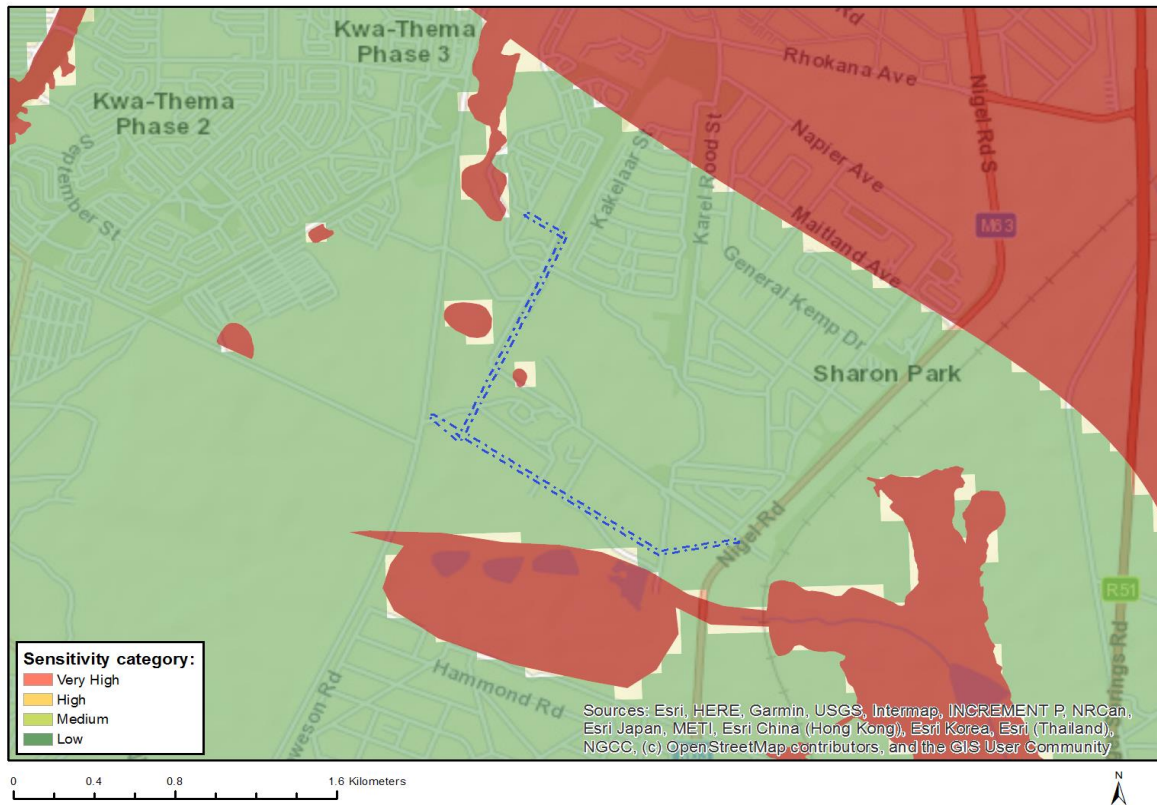 Rd
Kwa-Thema
Phase 3
Rhokana Ave
Kwa-Thema
Phase 2
Nigel Rd S
Napier Ave
September St
Kakelaar St
Karel Rood St
Maitland Ave
M63
General Kemp Dr
Sharon Park
Nigel Rd
R51
Hammond Rd
Sensitivity category:
Very High
High
Medium
Low
Sources: Esri, HERE, Garmin, USGS, Intermap, INCREMENT P, NRCan,
Esri Japan, METI, Esri China (Hong Kong), Esri Korea, Esri (Thailand),
NGCC, (c) OpenStreetMap contributors, and the GIS User Community
0 0.4 0.8 1.6 Kilometers
N